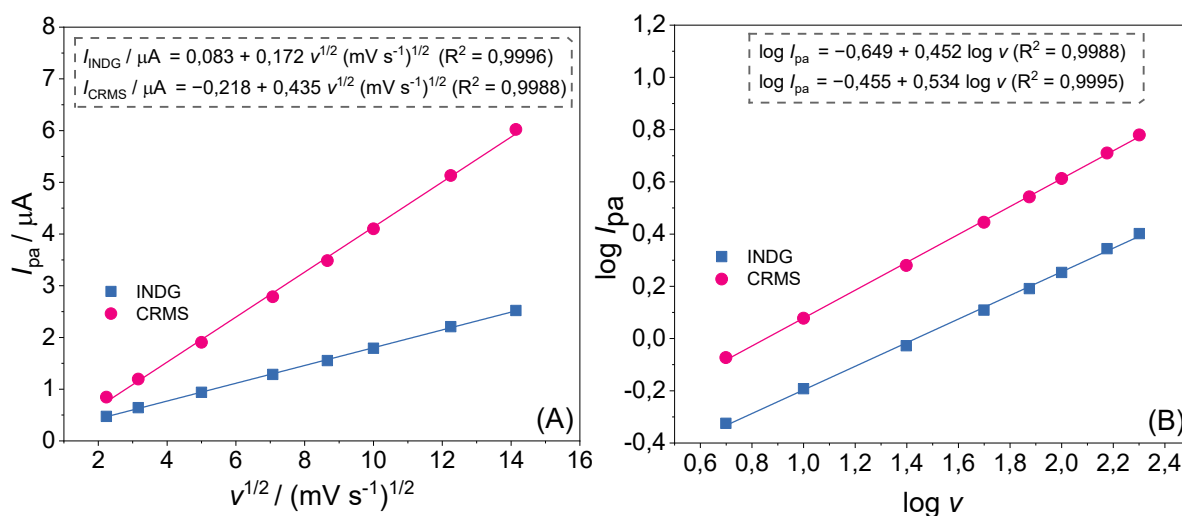 I_INDG / μA = 0,083 + 0,172 v^1/2 (mV s^-1)^1/2 (R^2 = 0,9996)
I_CRMS / μA = −0,218 + 0,435 v^1/2 (mV s^-1)^1/2 (R^2 = 0,9988)
8
7
6
5
4
3
2
1
0
I_pa / μA
INDG
CRMS
(A)
2 4 6 8 10 12 14 16
v^1/2 / (mV s^-1)^1/2
log I_pa = −0,649 + 0,452 log v (R^2 = 0,9988)
log I_pa = −0,455 + 0,534 log v (R^2 = 0,9995)
1,2
1,0
0,8
0,6
0,4
0,2
0,0
-0,2
-0,4
log I_pa
INDG
CRMS
(B)
0,6 0,8 1,0 1,2 1,4 1,6 1,8 2,0 2,2 2,4
log v